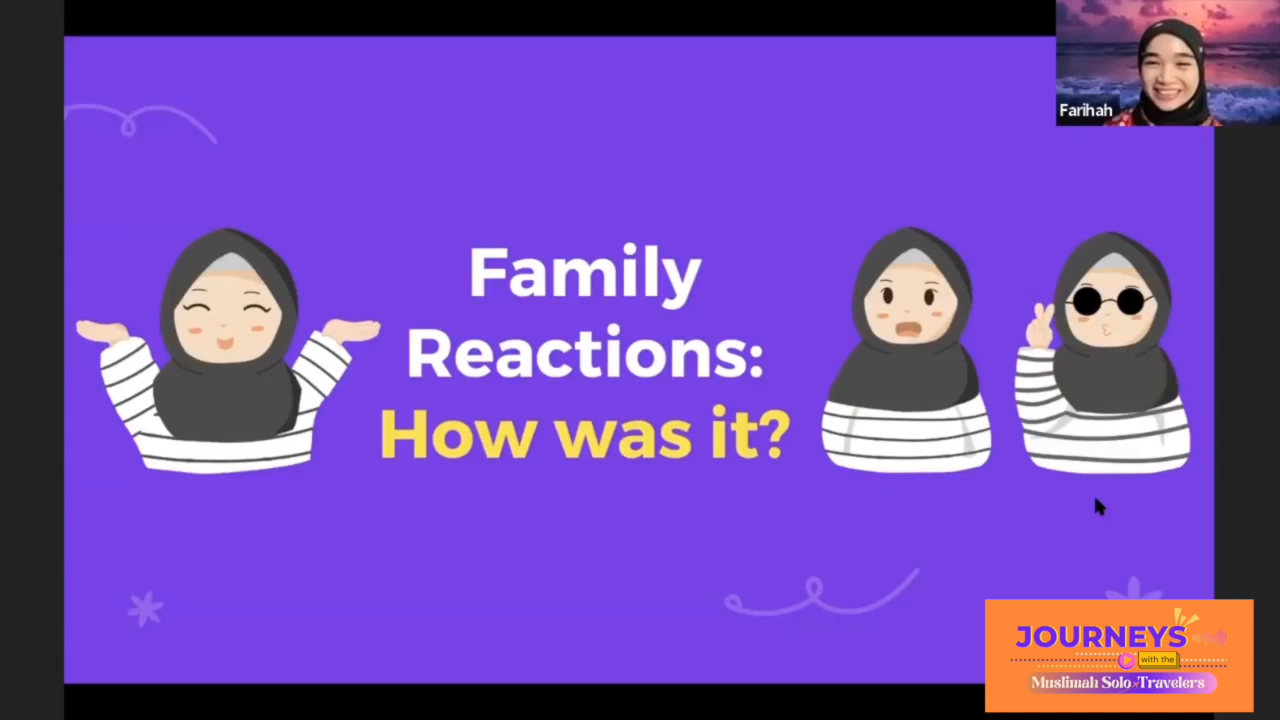 Farihah
Family
Reactions:
How was it?
JOURNEYS
with the
Muslimah Solo Travelers